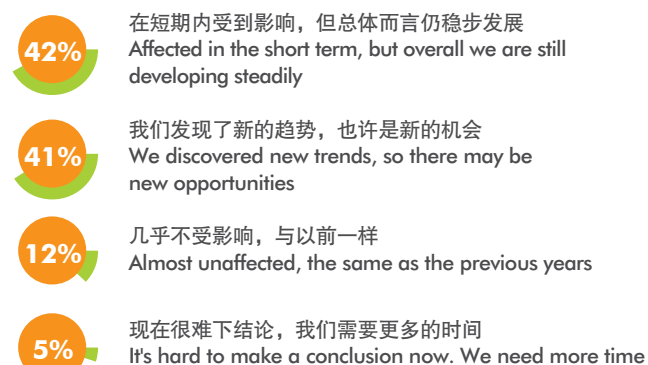 42%
在短期内受到影响，但总体而言仍稳步发展
Affected in the short term, but overall we are still
developing steadily
41%
我们发现了新的趋势，也许是新的机会
We discovered new trends, so there may be
new opportunities
12%
几乎不受影响，与以前一样
Almost unaffected, the same as the previous years
5%
现在很难下结论，我们需要更多的时间
It's hard to make a conclusion now. We need more time